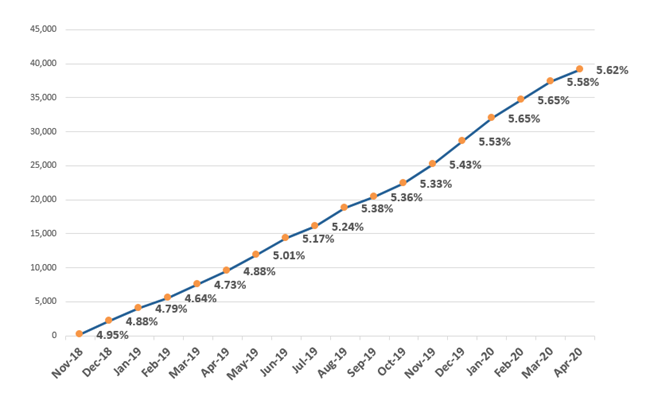 45,000
40,000
35,000
30,000
25,000
20,000
15,000
10,000
5,000
0
4.95%
4.88%
4.79%
4.64%
4.73%
4.88%
5.01%
5.17%
5.24%
5.38%
5.36%
5.33%
5.43%
5.53%
5.65%
5.65%
5.58%
5.62%
Nov-18
Dec-18
Jan-19
Feb-19
Mar-19
Apr-19
May-19
Jun-19
Jul-19
Aug-19
Sep-19
Oct-19
Nov-19
Dec-19
Jan-20
Feb-20
Mar-20
Apr-20